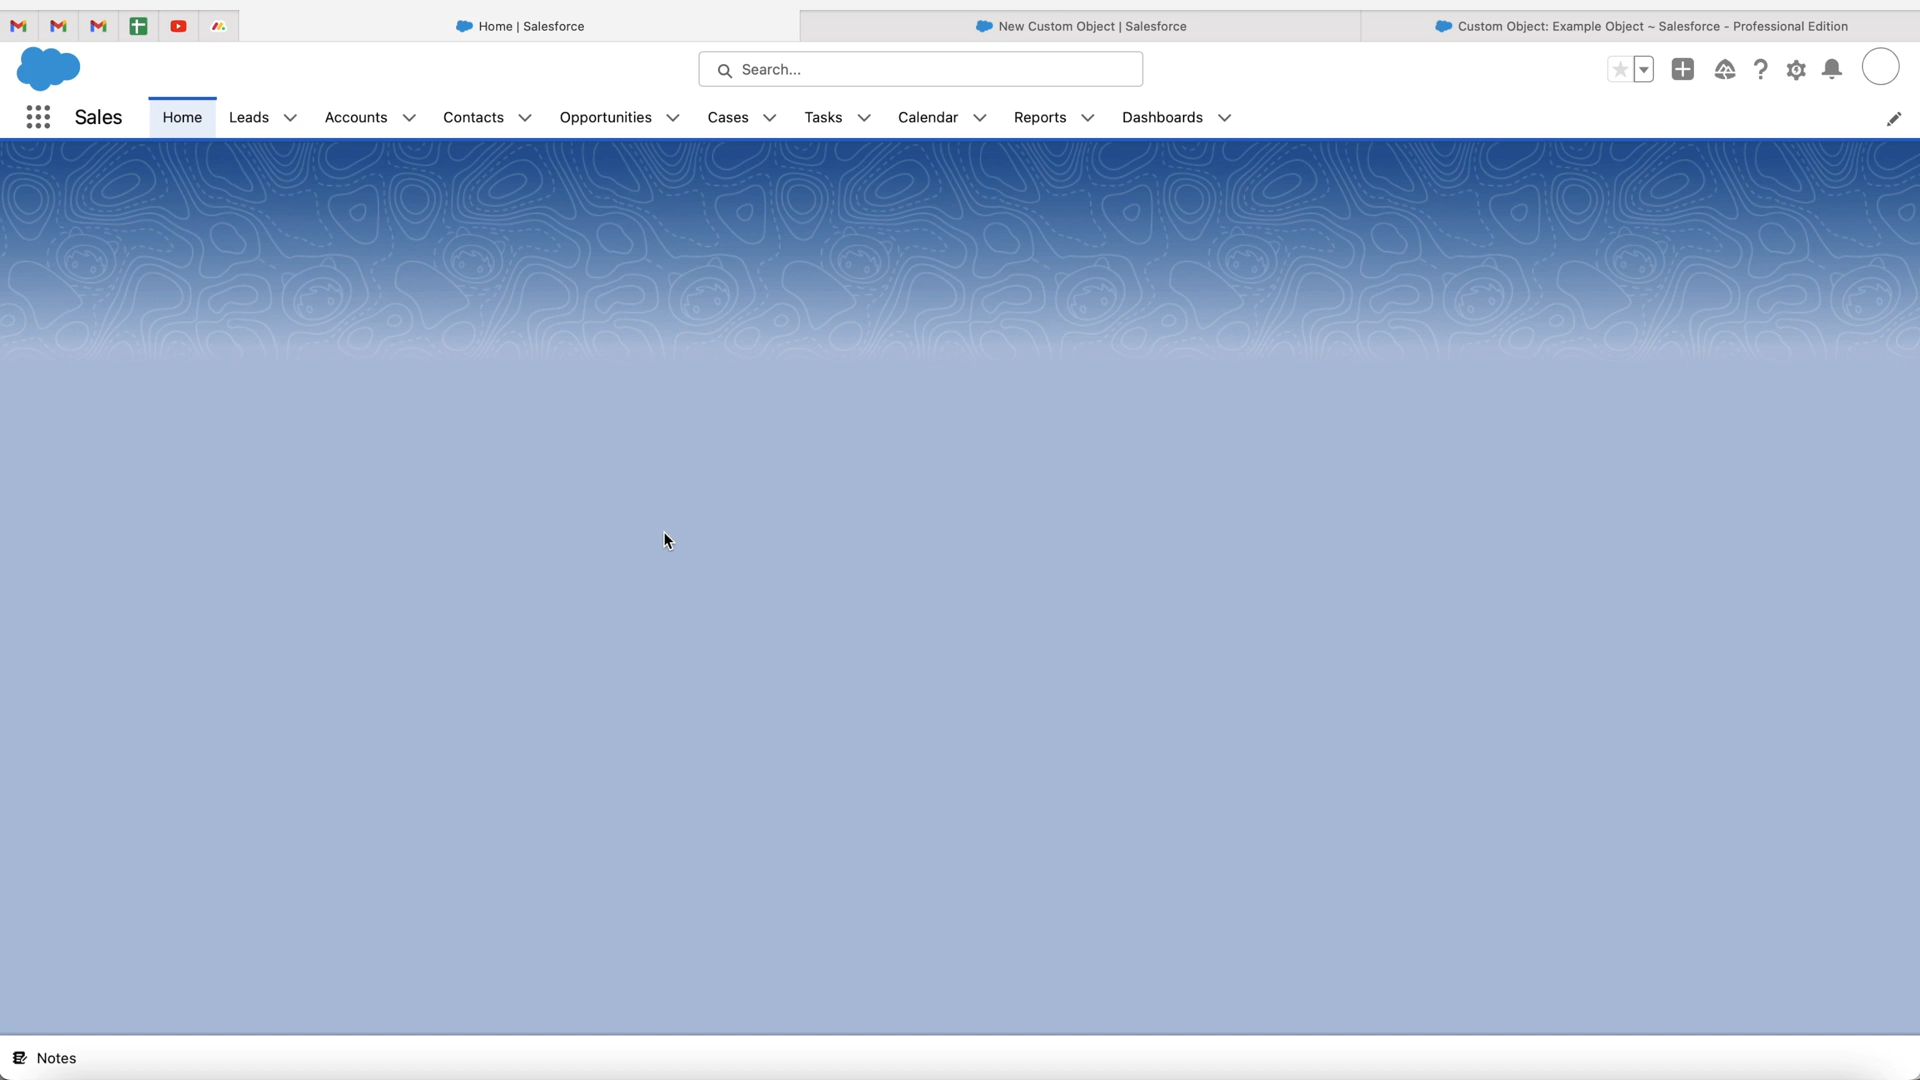 Home | Salesforce
New Custom Object | Salesforce
Custom Object: Example Object ~ Salesforce - Professional Edition
Search...
Sales
Home
Leads
Accounts
Contacts
Opportunities
Cases
Tasks
Calendar
Reports
Dashboards
Notes